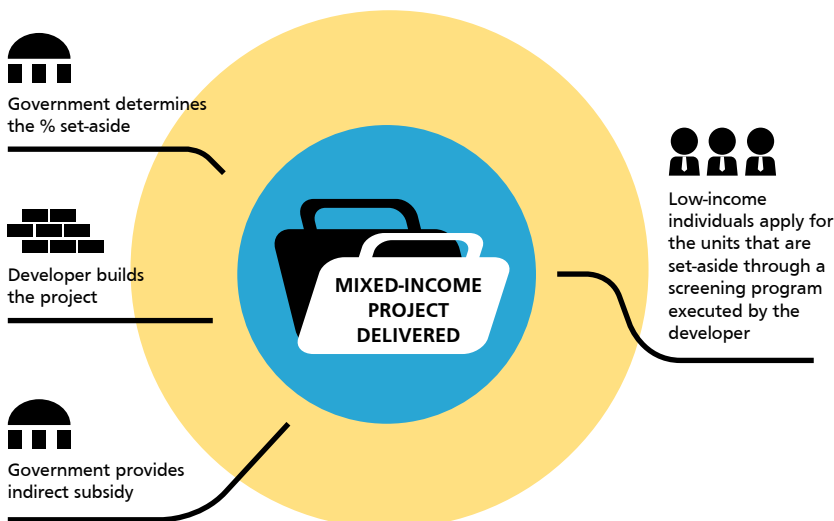 Government determines
the % set-aside
Developer builds
the project
Government provides
indirect subsidy
MIXED-INCOME
PROJECT
DELIVERED
Low-income
individuals apply for
the units that are
set-aside through a
screening program
executed by the
developer